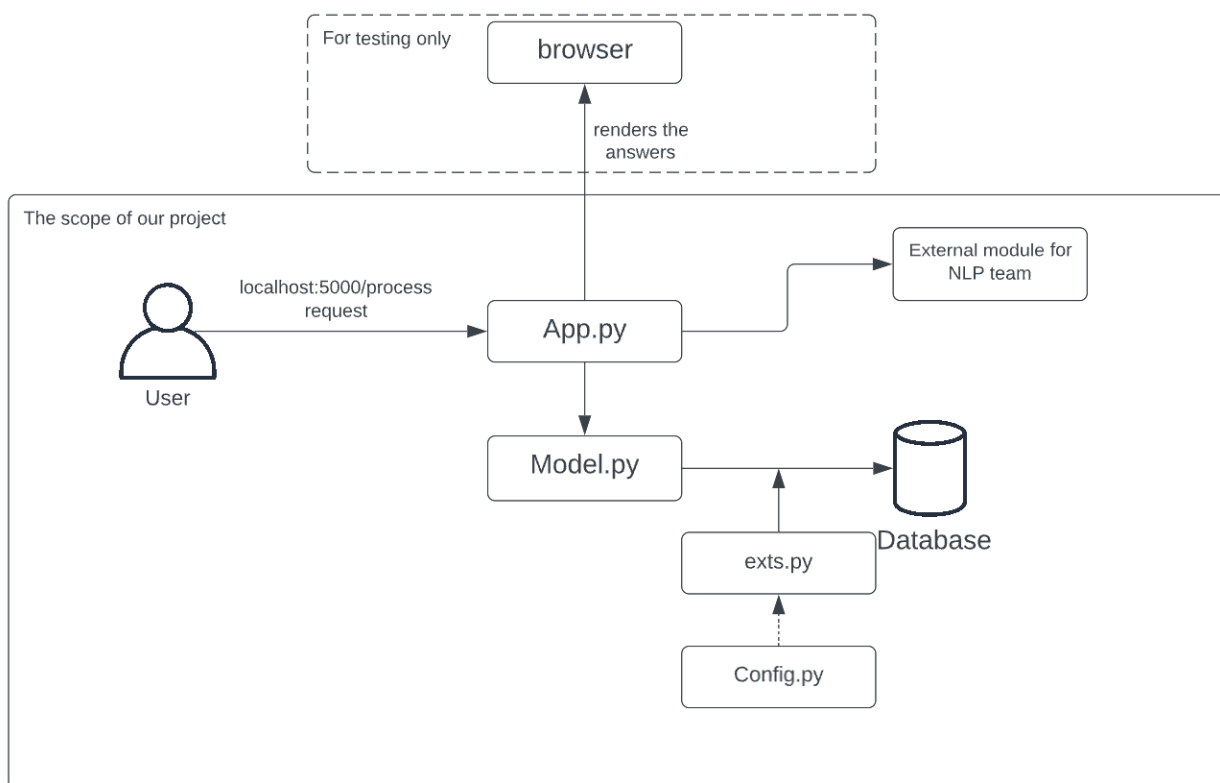 For testing only
browser
renders the
answers
The scope of our project
localhost:5000/process
request
External module for
NLP team
App.py
User
Model.py
Database
exts.py
Config.py